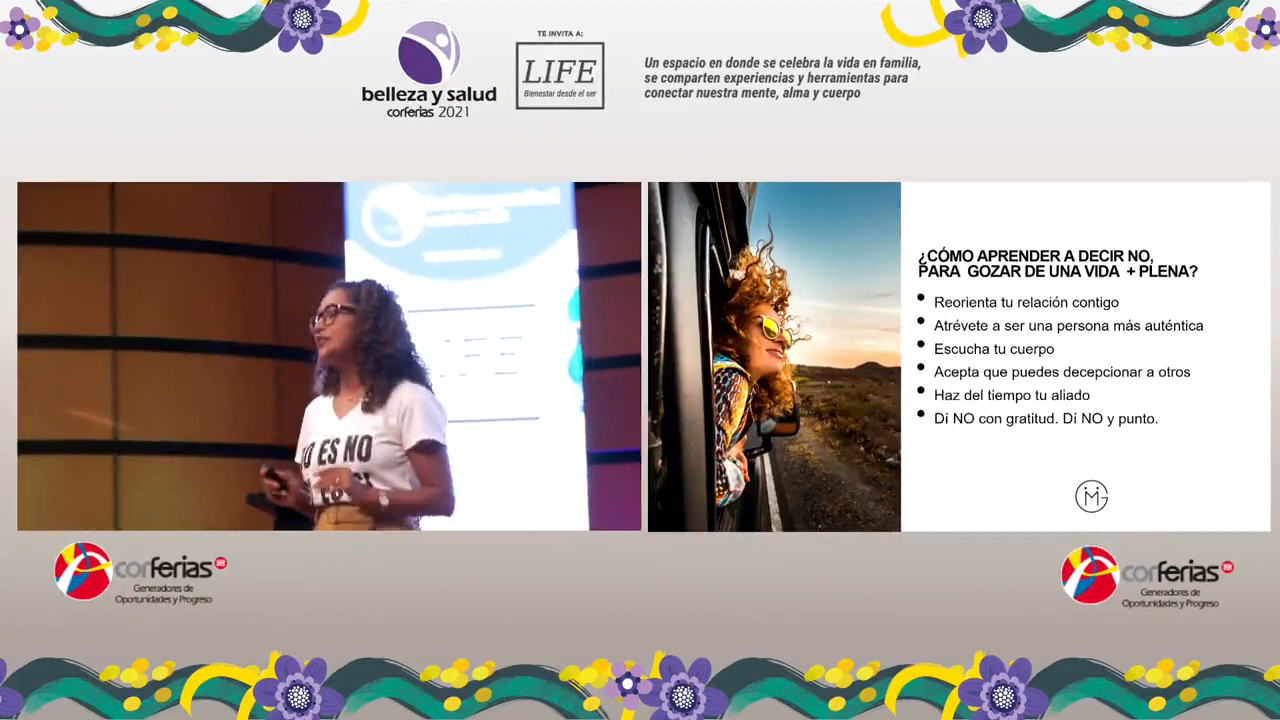 TE INVITA A:
LIFE
Bienestar desde el ser
belleza y salud
corferias 2021
Un espacio en donde se celebra la vida en familia,
se comparten experiencias y herramientas para
conectar nuestra mente, alma y cuerpo
ES NO
¿CÓMO APRENDER A DECIR NO,
PARA GOZAR DE UNA VIDA + PLENA?
Reorienta tu relación contigo
Atrévete a ser una persona más auténtica
Escucha tu cuerpo
Acepta que puedes decepcionar a otros
Haz del tiempo tu aliado
Dí NO con gratitud. Dí NO y punto.
corferias
Generadores de
Oportunidades y Progreso
corferias
Generadores de
Oportunidades y Progreso